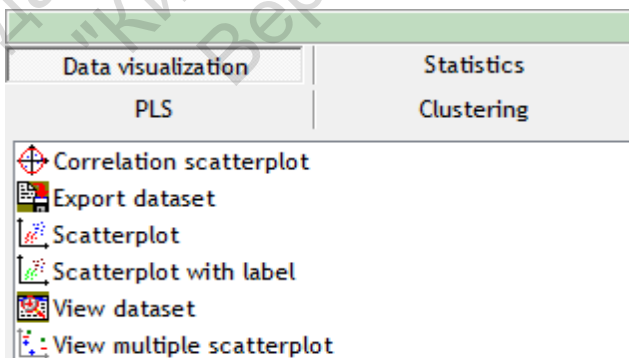 Data visualization Statistics
PLS Clustering
Correlation scatterplot
Export dataset
Scatterplot
Scatterplot with label
View dataset
View multiple scatterplot